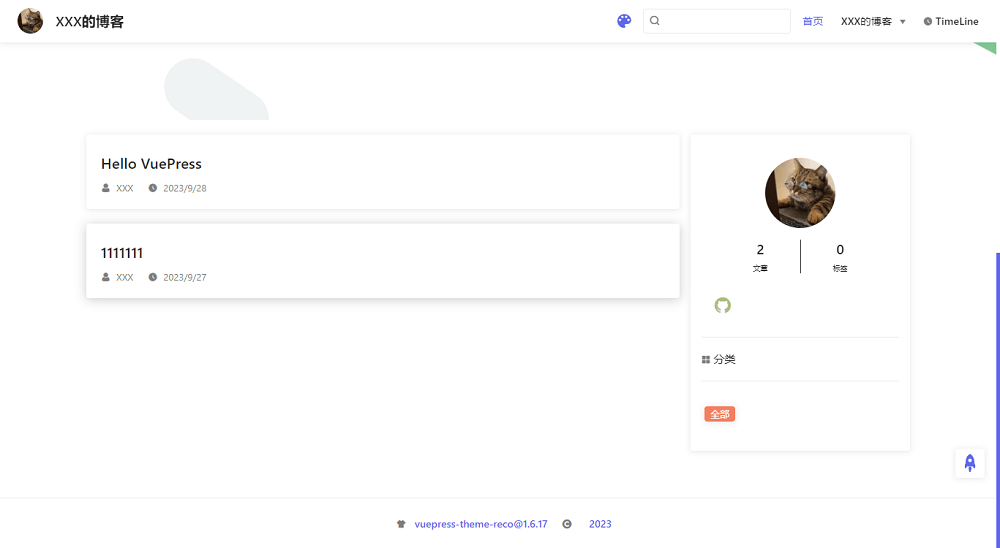 XXX的博客
首页
XXX的博客
TimeLine
Hello VuePress
XXX 2023/9/28
1111111
XXX 2023/9/27
2 0
文章 标签
分类
全部
vuepress-theme-reco@1.6.17 2023